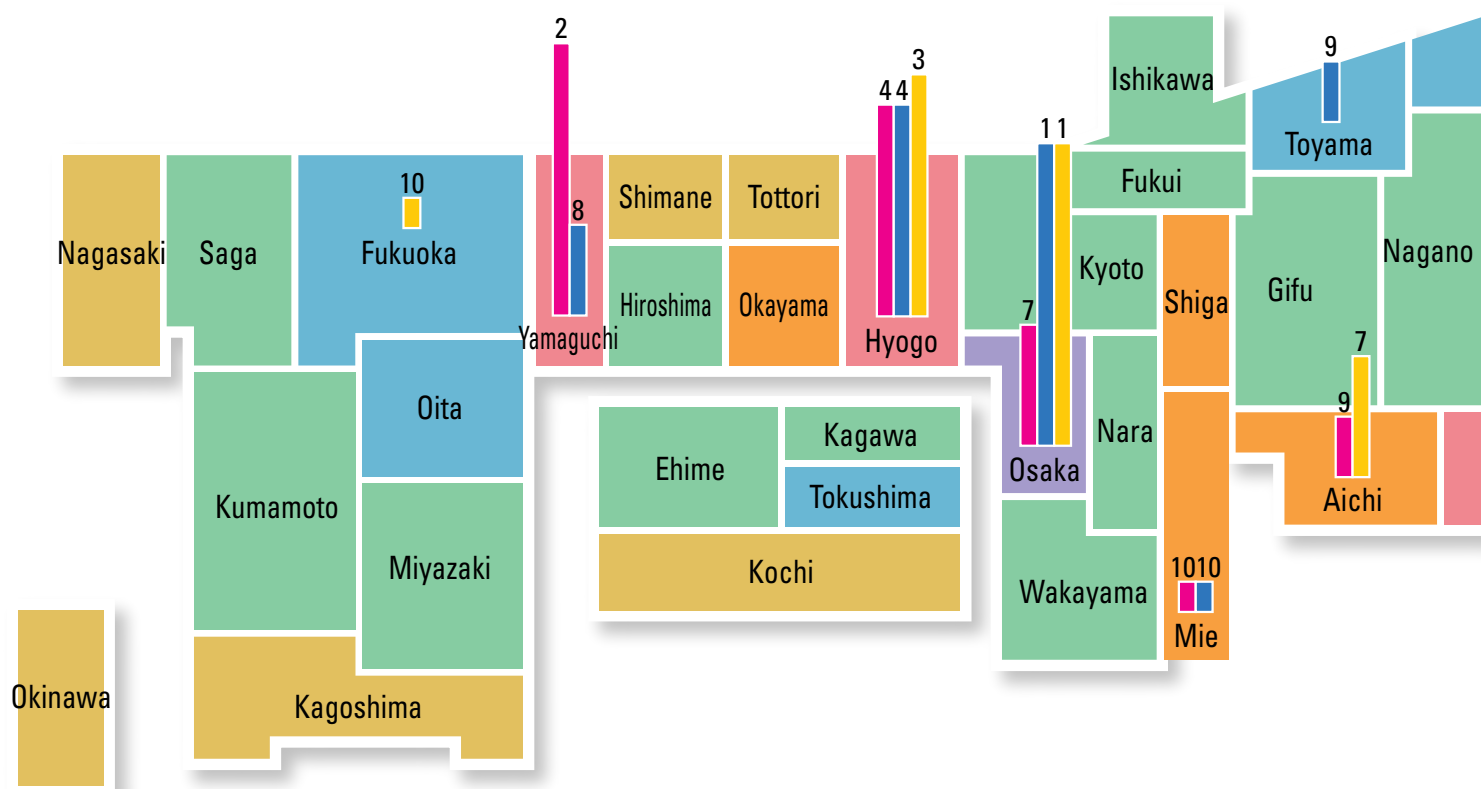 2
3
9
4 4
Ishikawa
1 1
Toyama
Fukui
10
Shimane
Tottori
8
Nagasaki
Saga
Fukuoka
Kyoto
Nagano
Gifu
Hiroshima
Okayama
Shiga
7
Yamaguchi
Hyogo
7
Oita
9
Kagawa
Nara
Ehime
Osaka
Tokushima
Aichi
Kumamoto
Miyazaki
Kochi
10 10
Wakayama
Mie
Okinawa
Kagoshima